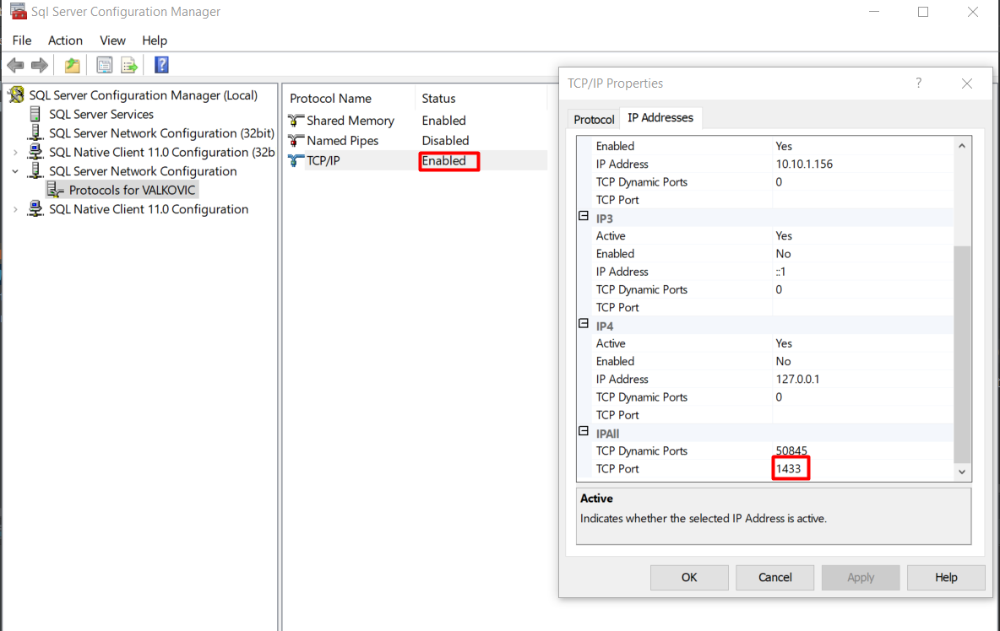 Sql Server Configuration Manager
File Action View Help
SQL Server Configuration Manager (Local)
SQL Server Services
SQL Server Network Configuration (32bit)
SQL Native Client 11.0 Configuration (32b
SQL Server Network Configuration
Protocols for VALKOVIC
SQL Native Client 11.0 Configuration
Protocol Name Status
Shared Memory Enabled
Named Pipes Disabled
TCP/IP Enabled
TCP/IP Properties
Protocol IP Addresses
Enabled Yes
IP Address 10.10.1.156
TCP Dynamic Ports 0
TCP Port
IP3
Active Yes
Enabled No
IP Address ::1
TCP Dynamic Ports 0
TCP Port
IP4
Active Yes
Enabled No
IP Address 127.0.0.1
TCP Dynamic Ports 0
TCP Port
IPAll
TCP Dynamic Ports 50845
TCP Port 1433
Active
Indicates whether the selected IP Address is active.
OK Cancel Apply Help